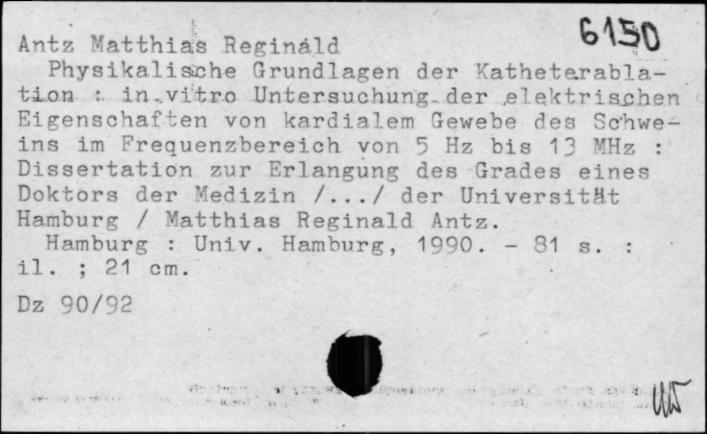 6150
Antz Matthias Reginald
Physikalische Grundlagen der Katheterabla-
tion : in vitro Untersuchung der elektrischen
Eigenschaften von kardialem Gewebe des Schwe-
ins im Frequenzbereich von 5 Hz bis 13 MHz :
Dissertation zur Erlangung des Grades eines
Doktors der Medizin /.../ der Universität
Hamburg / Matthias Reginald Antz.
Hamburg : Univ. Hamburg, 1990. - 81 s. :
il. ; 21 cm.
Dz 90/92